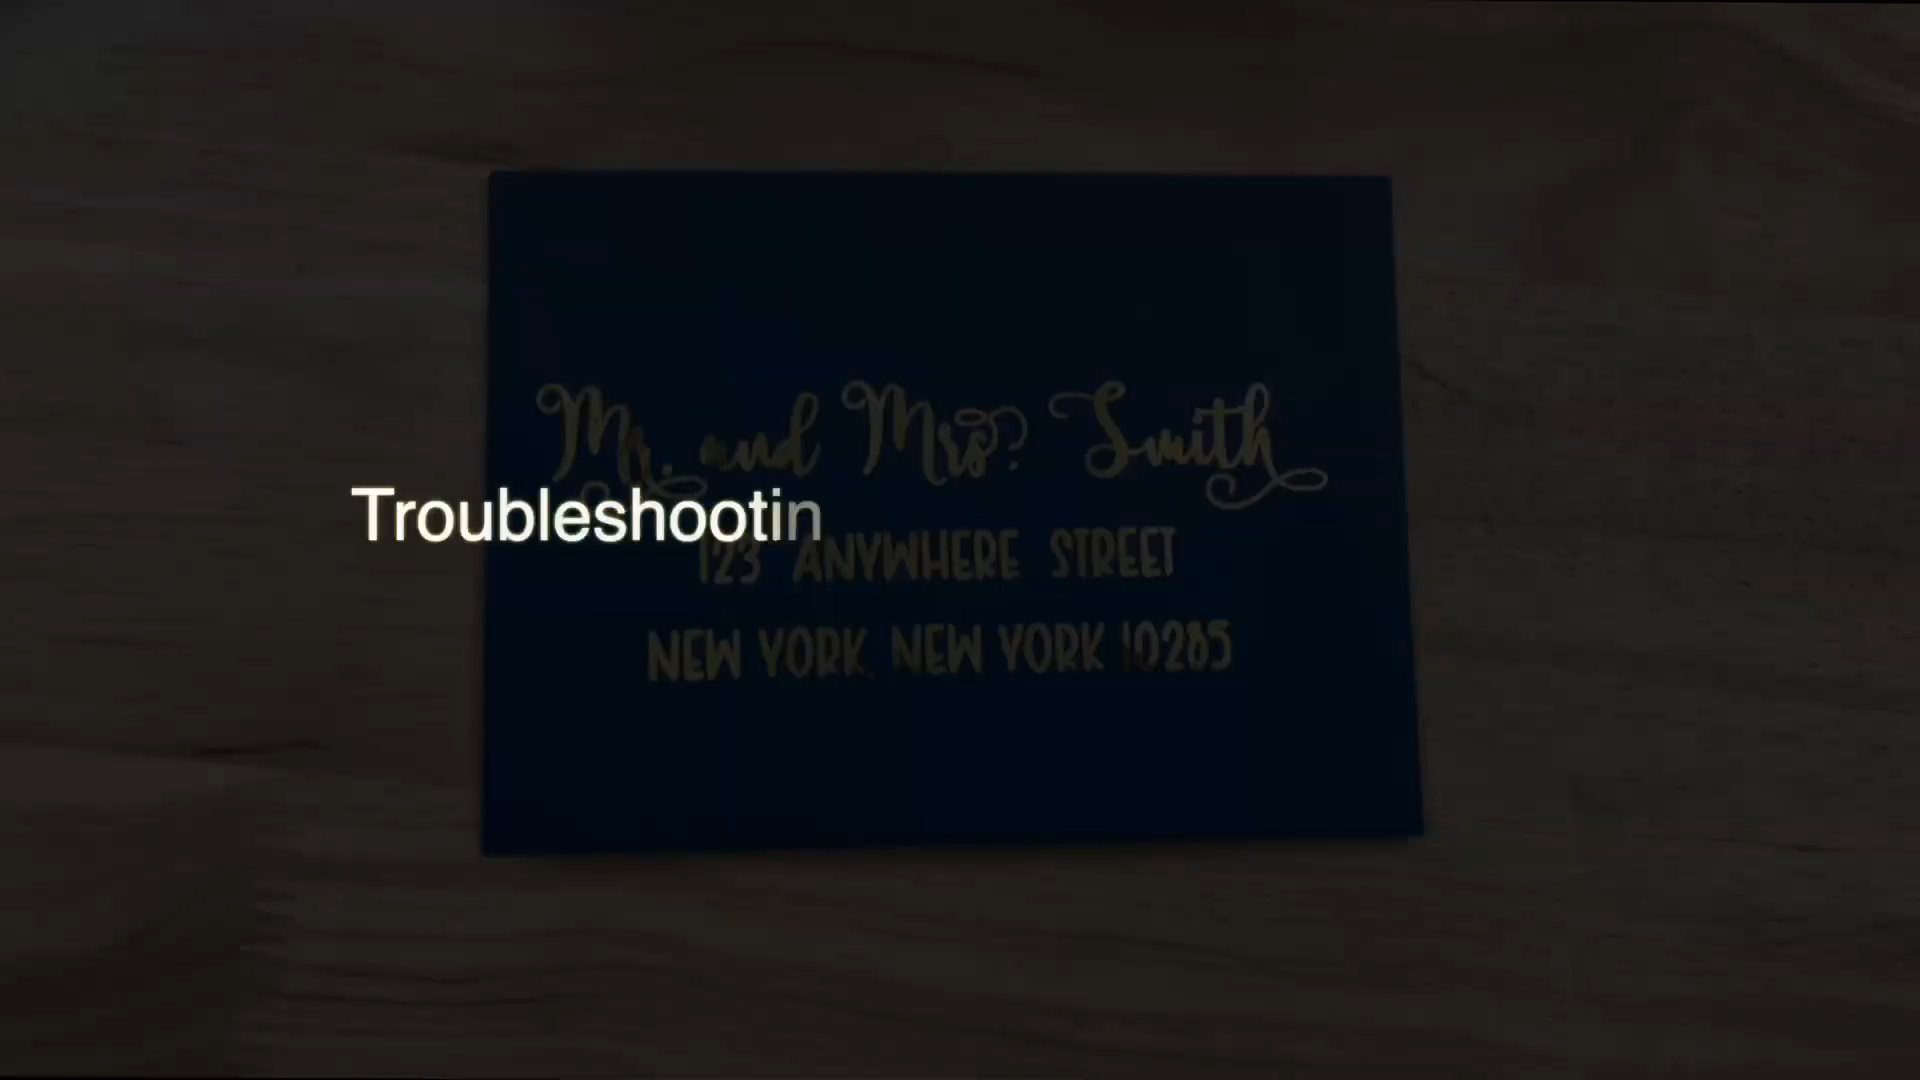 Mr. and Mrs. Smith
Troubleshootin
123 ANYWHERE STREET
NEW YORK, NEW YORK 10285